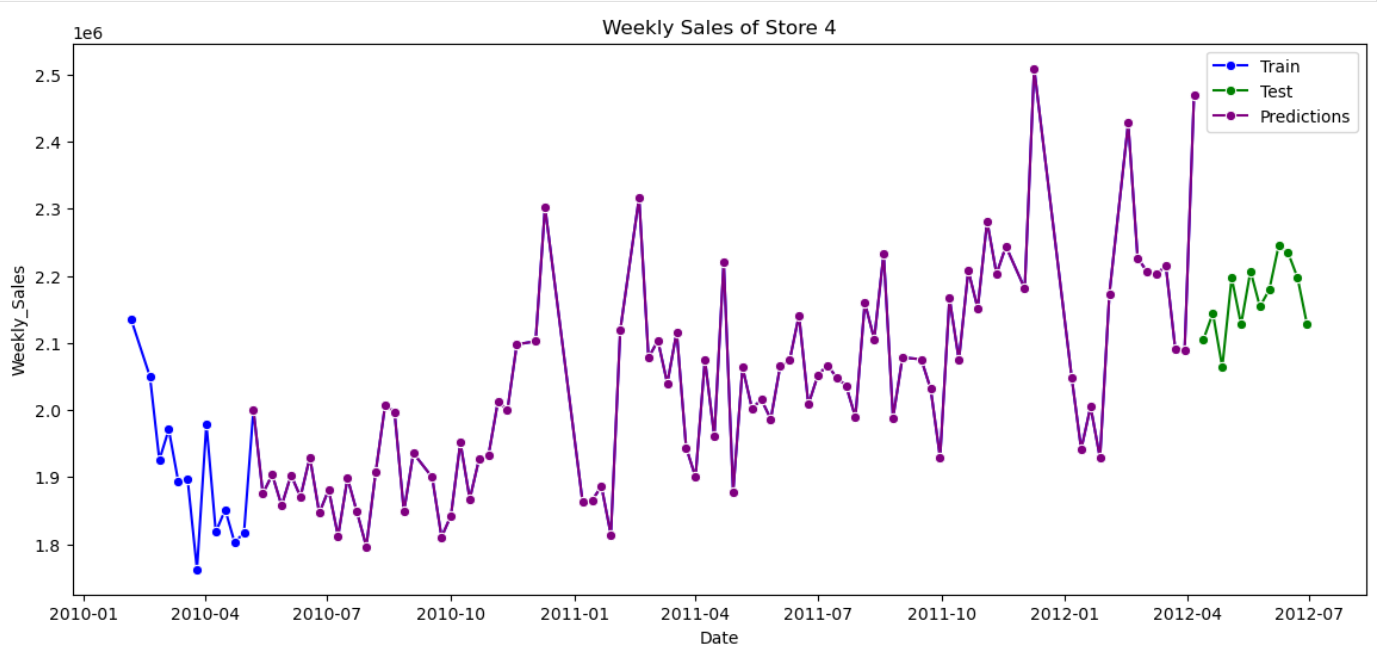 Weekly Sales of Store 4
1e6
Train
Test
Predictions
2.5
2.4
2.3
2.2
2.1
2.0
1.9
1.8
Weekly_Sales
2010-01 2010-04 2010-07 2010-10 2011-01 2011-04 2011-07 2011-10 2012-01 2012-04 2012-07
Date